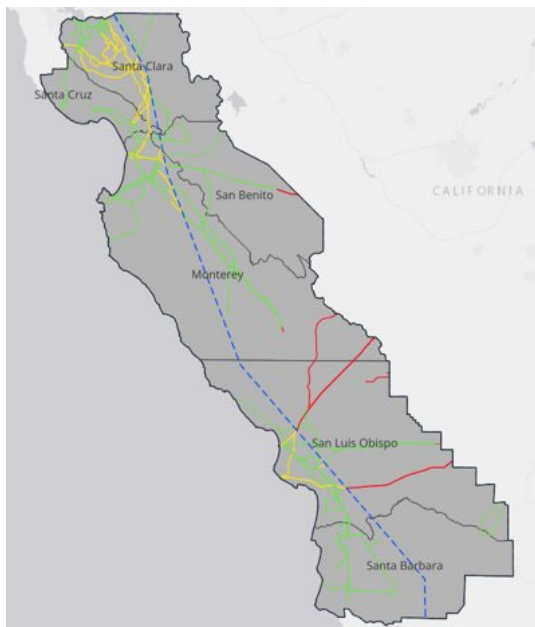 Santa Clara
Santa Cruz
CALIFORNIA
San Benito
Monterey
San Luis Obispo
Santa Barbara